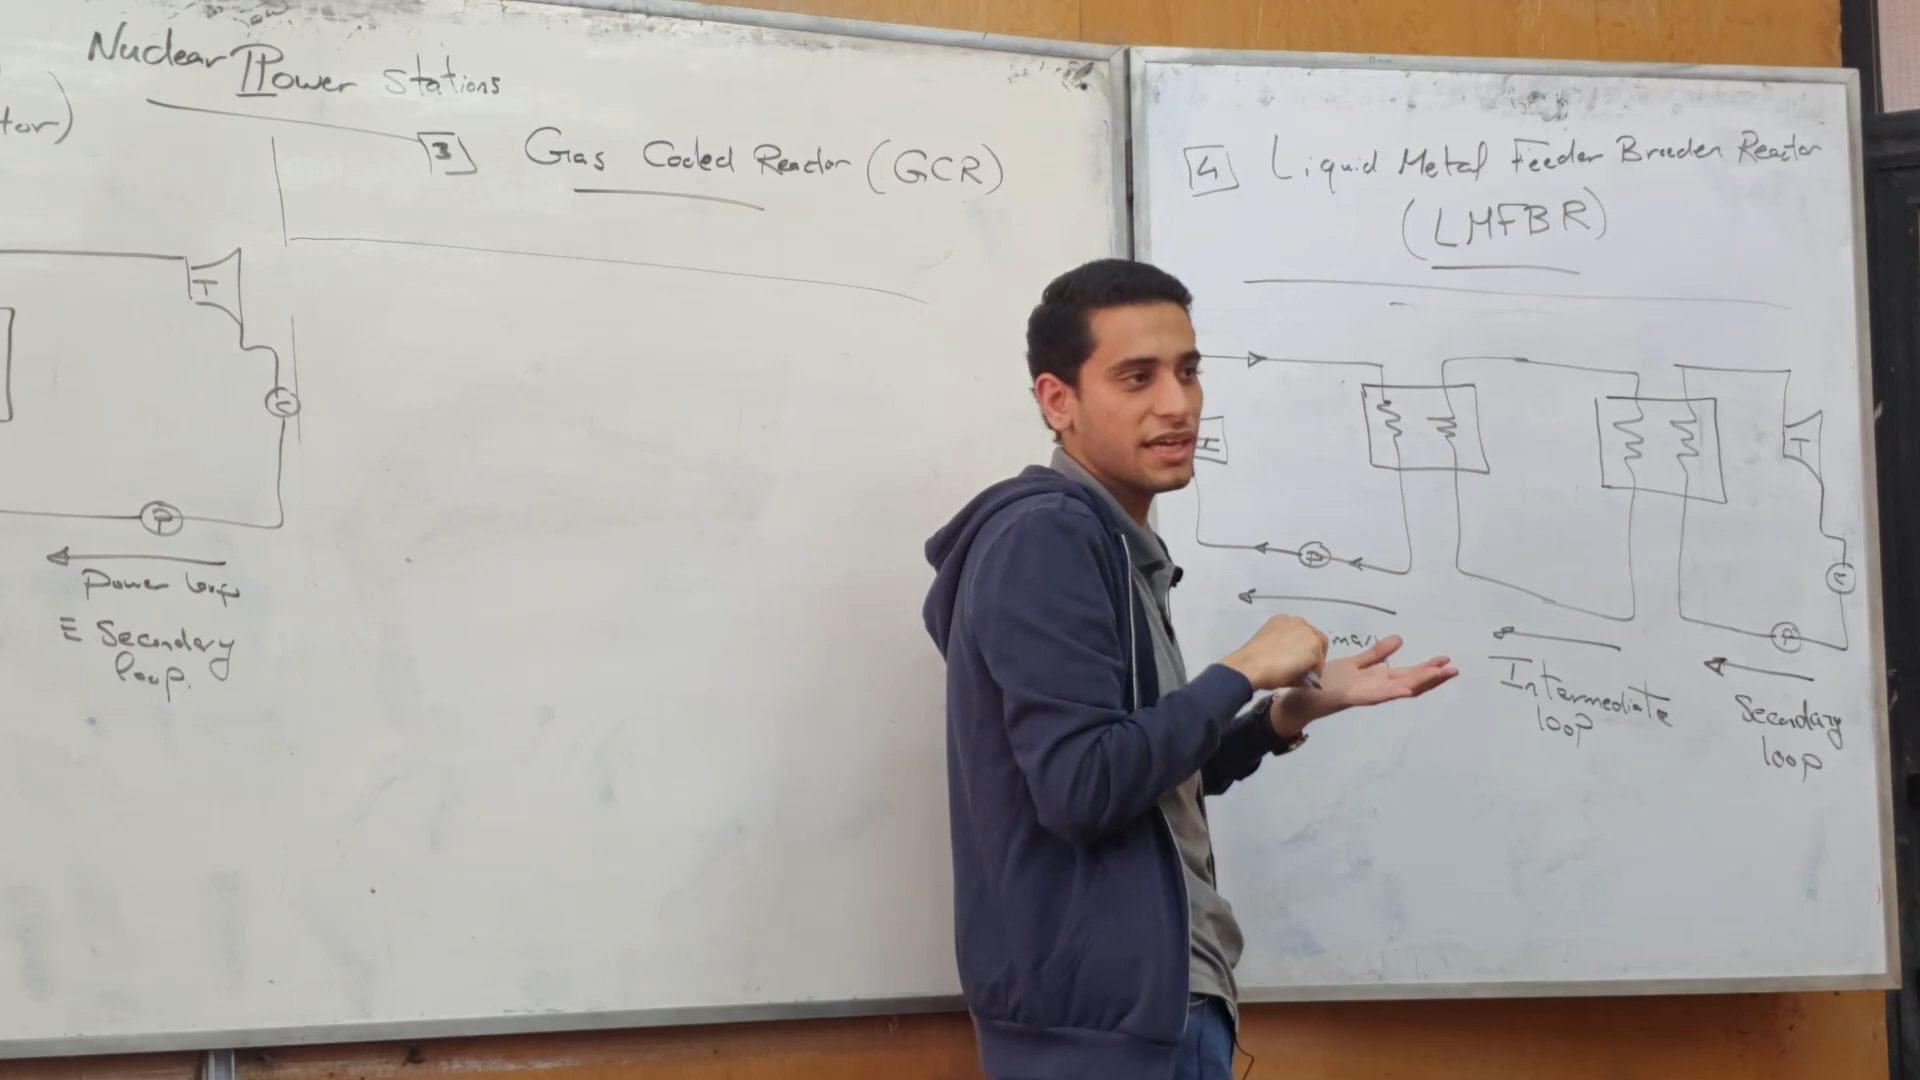 Nuclear Power Stations
tor)
3 Gas Cooled Reactor (GCR)
T
C
P
Power loop
≡ Secondary
loop.
4 Liquid Metal Feeder Breeder Reactor
(LMFBR)
T
P
C
P
imary
Intermediate
loop
Secondary
loop